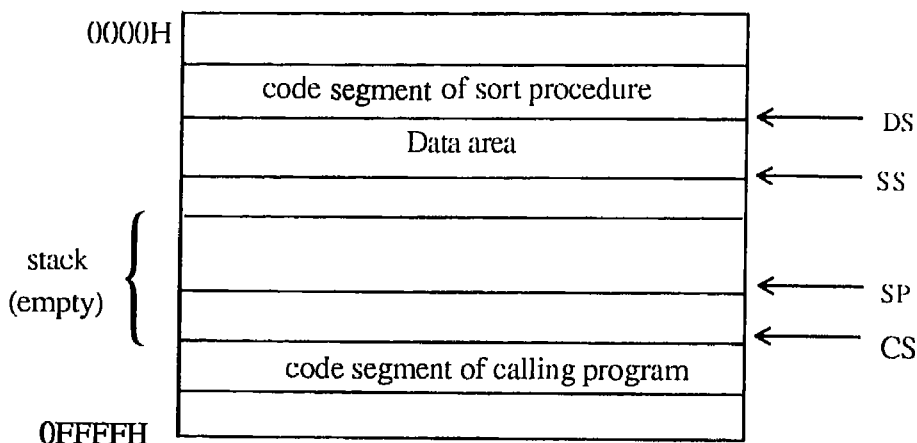 0000H
code segment of sort procedure
DS
Data area
SS
stack
(empty)
SP
CS
code segment of calling program
0FFFFH